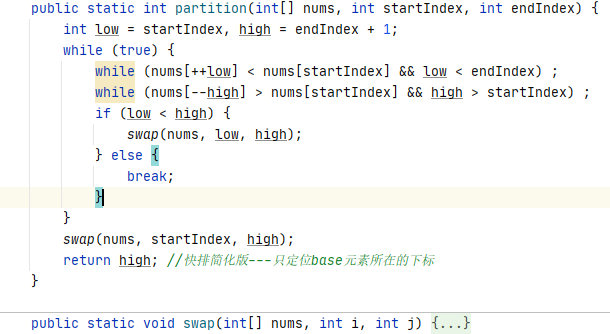 public static int partition(int[] nums, int startIndex, int endIndex) {
    int low = startIndex, high = endIndex + 1;
    while (true) {
        while (nums[++low] < nums[startIndex] && low < endIndex) ;
        while (nums[--high] > nums[startIndex] && high > startIndex) ;
        if (low < high) {
            swap(nums, low, high);
        } else {
            break;
        }
    }
    swap(nums, startIndex, high);
    return high; //快排简化版---只定位base元素所在的下标
}
public static void swap(int[] nums, int i, int j) {...}